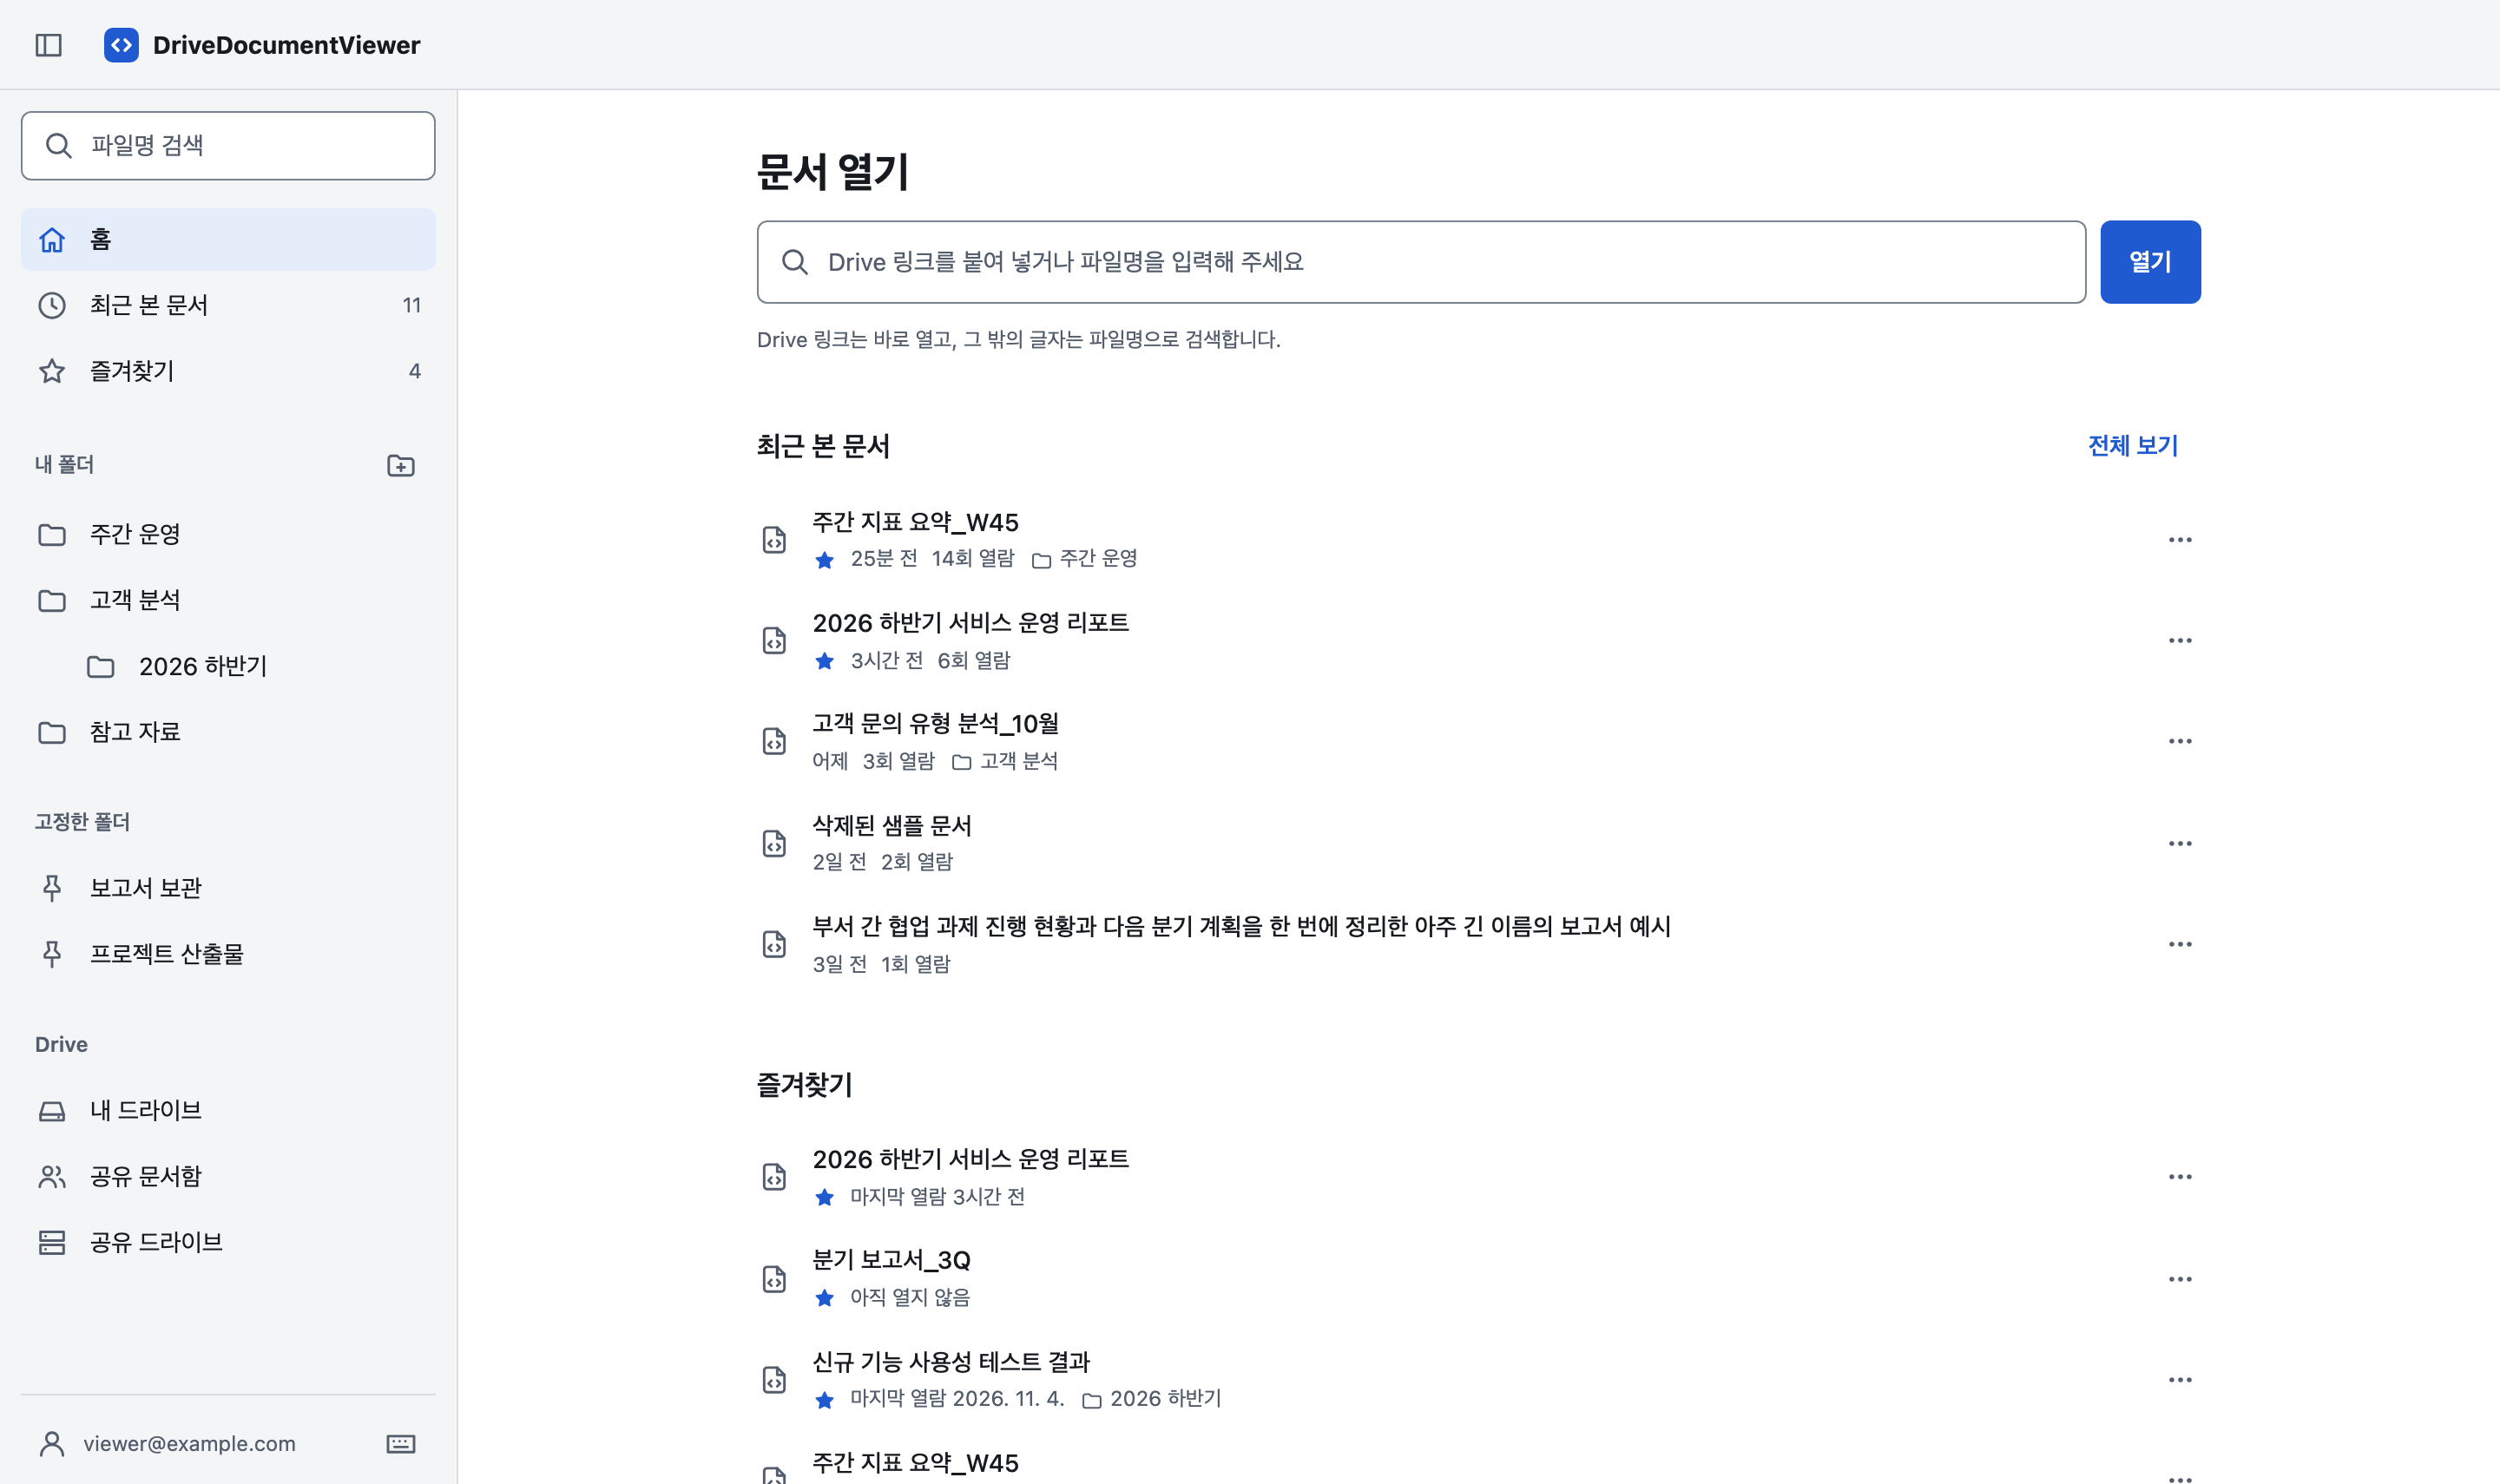 DriveDocumentViewer
파일명 검색
홈
최근 본 문서 11
즐겨찾기 4
내 폴더
주간 운영
고객 분석
2026 하반기
참고 자료
고정한 폴더
보고서 보관
프로젝트 산출물
Drive
내 드라이브
공유 문서함
공유 드라이브
viewer@example.com
문서 열기
Drive 링크를 붙여 넣거나 파일명을 입력해 주세요
열기
Drive 링크는 바로 열고, 그 밖의 글자는 파일명으로 검색합니다.
최근 본 문서 전체 보기
주간 지표 요약_W45
25분 전 14회 열람 주간 운영
2026 하반기 서비스 운영 리포트
3시간 전 6회 열람
고객 문의 유형 분석_10월
어제 3회 열람 고객 분석
삭제된 샘플 문서
2일 전 2회 열람
부서 간 협업 과제 진행 현황과 다음 분기 계획을 한 번에 정리한 아주 긴 이름의 보고서 예시
3일 전 1회 열람
즐겨찾기
2026 하반기 서비스 운영 리포트
마지막 열람 3시간 전
분기 보고서_3Q
아직 열지 않음
신규 기능 사용성 테스트 결과
마지막 열람 2026. 11. 4. 2026 하반기
주간 지표 요약_W45